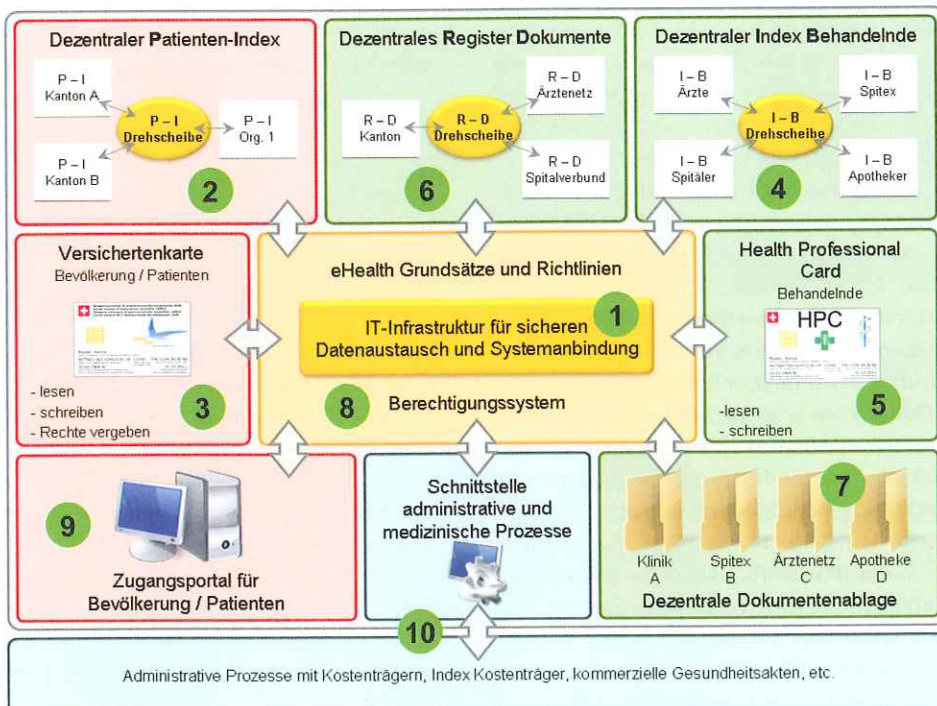 Dezentraler Patienten-Index
P – I
Kanton A
P – I
Drehscheibe
P – I
Org. 1
P – I
Kanton B
2
Dezentrales Register Dokumente
R – D
Ärztenetz
R – D
Kanton
R – D
Drehscheibe
R – D
Spitalverbund
6
Dezentraler Index Behandelnde
I – B
Ärzte
I – B
Spitex
I – B
Drehscheibe
I – B
Spitäler
I – B
Apotheker
4
Versichertenkarte
Bevölkerung / Patienten
- lesen
- schreiben
- Rechte vergeben
3
eHealth Grundsätze und Richtlinien
IT-Infrastruktur für sicheren
Datenaustausch und Systemanbindung
1
8
Berechtigungssystem
Health Professional
Card
Behandelnde
HPC
-lesen
- schreiben
5
9
Zugangsportal für
Bevölkerung / Patienten
Schnittstelle
administrative und
medizinische Prozesse
7
Klinik
A
Spitex
B
Ärztenetz
C
Apotheke
D
Dezentrale Dokumentenablage
10
Administrative Prozesse mit Kostenträgern, Index Kostenträger, kommerzielle Gesundheitsakten, etc.